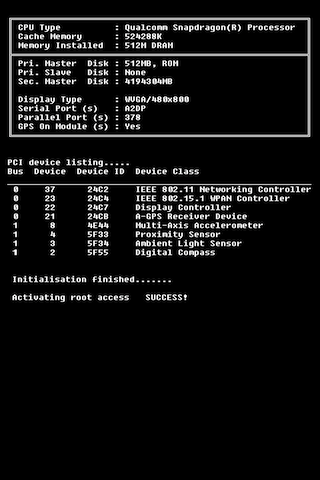 CPU Type : Qualcomm Snapdragon(R) Processor
Cache Memory : 524288K
Memory Installed : 512M DRAM
Pri. Master Disk : 512MB, ROM
Pri. Slave Disk : None
Sec. Master Disk : 4194304MB
Display Type : WVGA/480x800
Serial Port (s) : A2DP
Parallel Port (s) : 378
GPS On Module (s) : Yes
PCI device listing.....
Bus Device Device ID Device Class
0 37 24C2 IEEE 802.11 Networking Controller
0 23 24C4 IEEE 802.15.1 WPAN Controller
0 22 24C7 Display Controller
0 21 24CB A-GPS Receiver Device
1 8 4E44 Multi-Axis Accelerometer
1 4 5F33 Proximity Sensor
1 3 5F34 Ambient Light Sensor
1 2 5F55 Digital Compass
Initialisation finished.......
Activating root access SUCCESS!